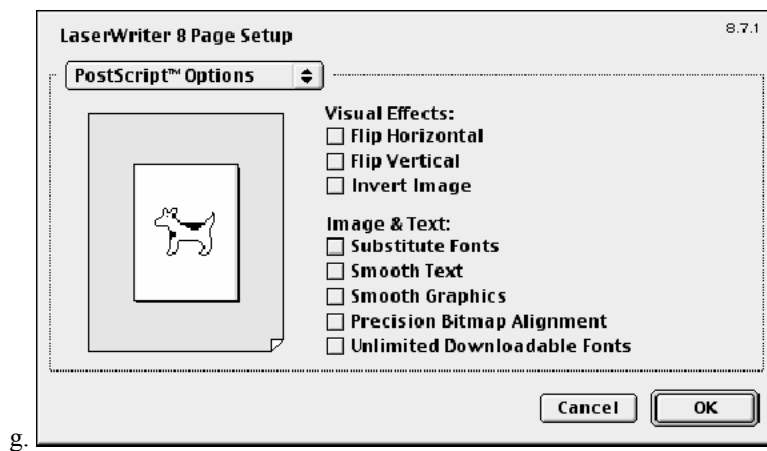 LaserWriter 8 Page Setup
8.7.1
PostScript™ Options
Visual Effects:
Flip Horizontal
Flip Vertical
Invert Image
Image & Text:
Substitute Fonts
Smooth Text
Smooth Graphics
Precision Bitmap Alignment
Unlimited Downloadable Fonts
Cancel
OK
g.